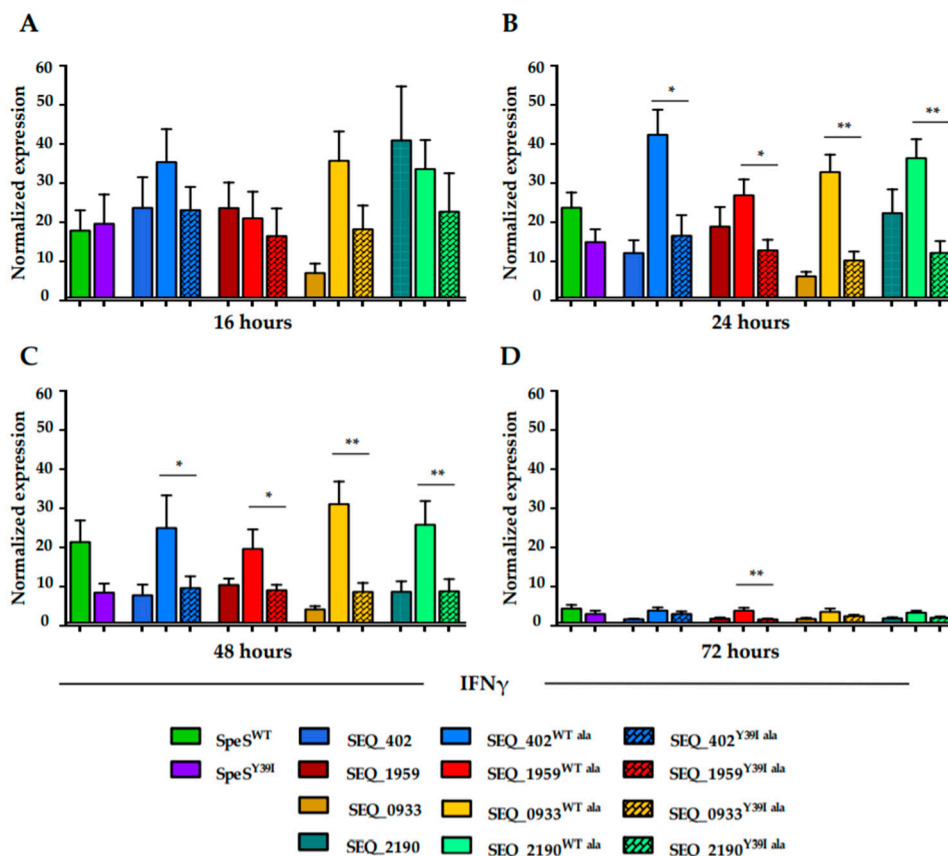 A
B
60
50
40
30
20
10
0
Normalized expression
16 hours
60
50
40
30
20
10
0
Normalized expression
*
*
**
**
24 hours
C
D
60
50
40
30
20
10
0
Normalized expression
*
*
**
**
48 hours
60
50
40
30
20
10
0
Normalized expression
**
72 hours
IFNγ
SpeS^WT SEQ_402 SEQ_402^WT ala SEQ_402^Y39I ala
SpeS^Y39I SEQ_1959 SEQ_1959^WT ala SEQ_1959^Y39I ala
SEQ_0933 SEQ_0933^WT ala SEQ_0933^Y39I ala
SEQ_2190 SEQ_2190^WT ala SEQ_2190^Y39I ala